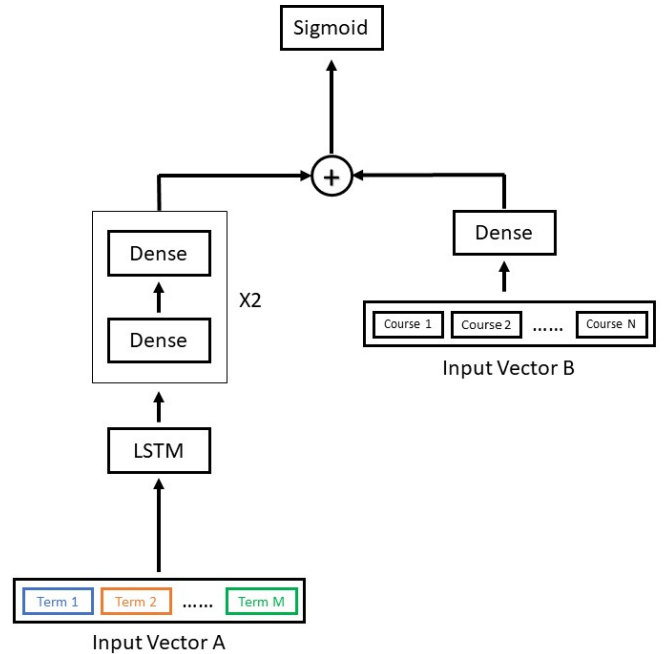 Sigmoid
+
Dense
Dense
X2
Dense
Course 1 Course 2 ...... Course N
Input Vector B
LSTM
Term 1 Term 2 ...... Term M
Input Vector A